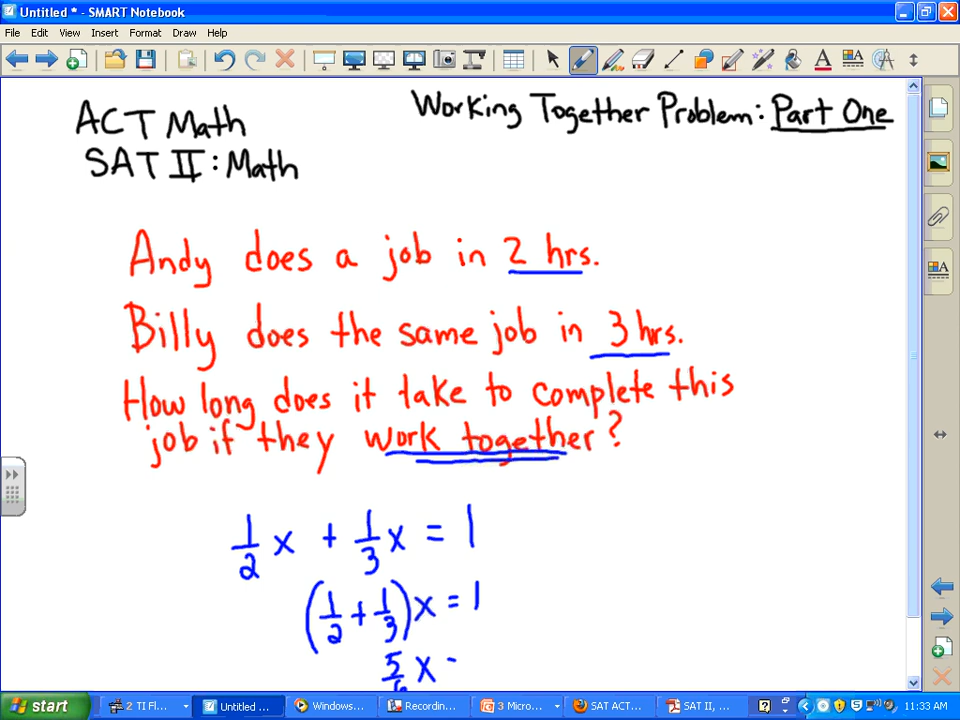 Untitled * - SMART Notebook
File Edit View Insert Format Draw Help
ACT Math
SAT II: Math
Working Together Problem: Part One
Andy does a job in 2 hrs.
Billy does the same job in 3 hrs.
How long does it take to complete this
job if they work together?
1/2 x + 1/3 x = 1
(1/2 + 1/3) x = 1
5/6 x =
start 2 TI Fl... Untitled ... Windows... Recordin... 3 Micro... SAT ACT... SAT II, M... 11:33 AM